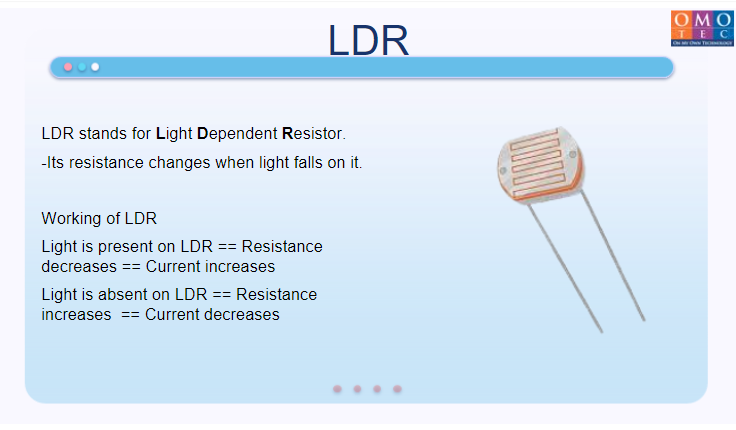 LDR
OMO
TEC
ON MY OWN TECHNOLOGY
LDR stands for Light Dependent Resistor.
-Its resistance changes when light falls on it.
Working of LDR
Light is present on LDR == Resistance
decreases == Current increases
Light is absent on LDR == Resistance
increases  == Current decreases